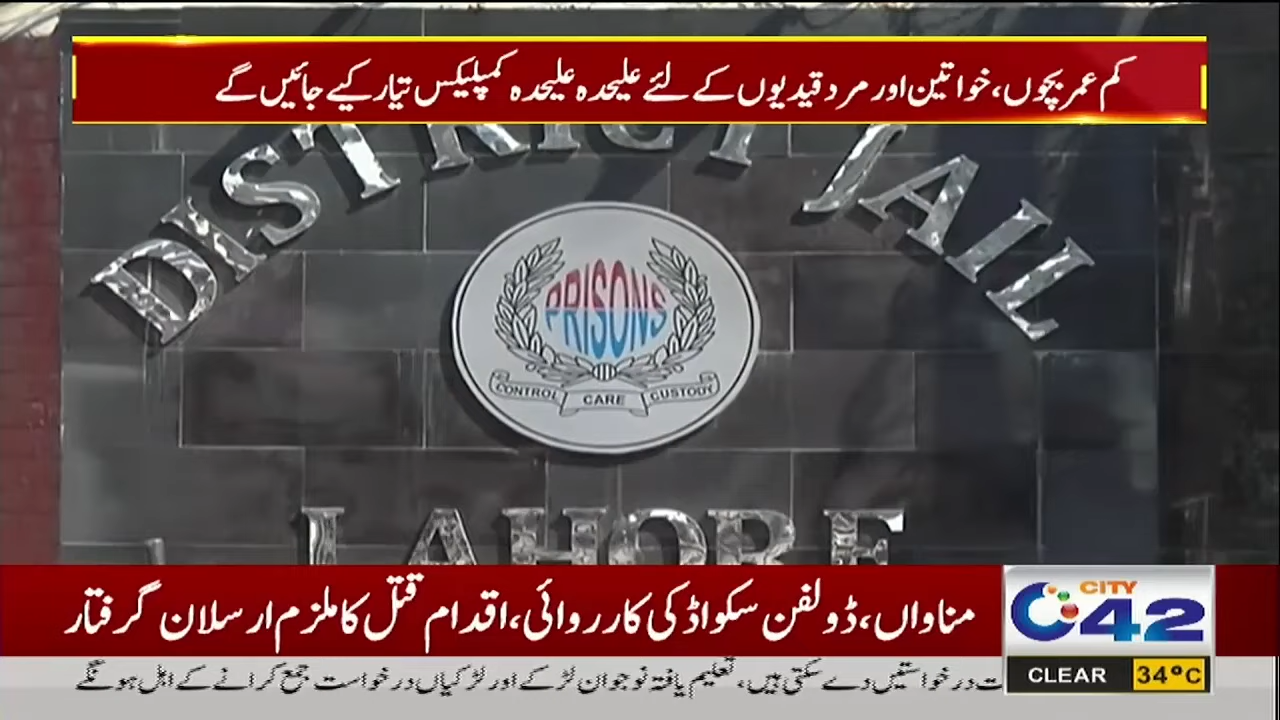 کم عمر بچوں، خواتین اور مرد قیدیوں کے لئے علیحدہ علیحدہ کمپلیکس تیار کیے جائیں گے
DISTRICT JAIL
PRISONS
CONTROL CARE CUSTODY
LAHORE
مناواں، ڈولفن سکواڈ کی کارروائی، اقدام قتل کا ملزم ارسلان گرفتار
CITY
42
درخواستیں دے سکتی ہیں، تعلیم یافتہ نوجوان لڑکے اور لڑکیاں درخواست جمع کرانے کے اہل ہونگے
CLEAR 34°C